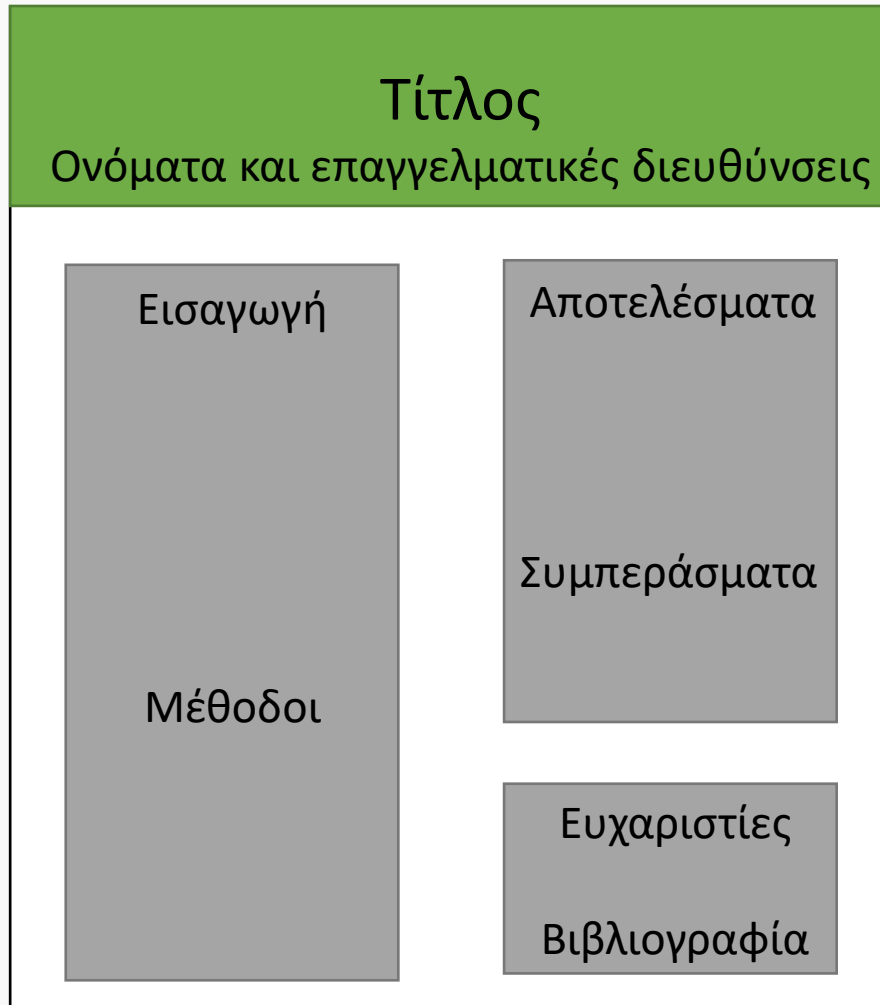 Τίτλος
Ονόματα και επαγγελματικές διευθύνσεις
Εισαγωγή
Μέθοδοι
Αποτελέσματα
Συμπεράσματα
Ευχαριστίες
Βιβλιογραφία